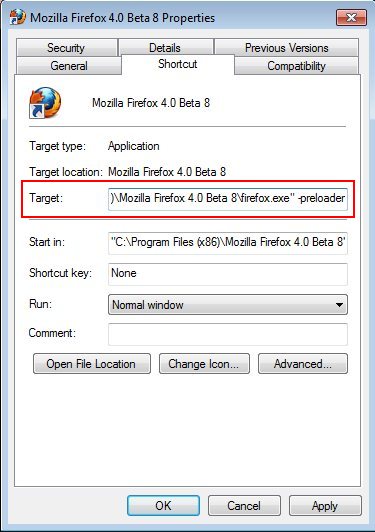 Mozilla Firefox 4.0 Beta 8 Properties
Security Details Previous Versions
General Shortcut Compatibility
Mozilla Firefox 4.0 Beta 8
Target type: Application
Target location: Mozilla Firefox 4.0 Beta 8
Target: )\Mozilla Firefox 4.0 Beta 8\firefox.exe" -preloader
Start in: "C:\Program Files (x86)\Mozilla Firefox 4.0 Beta 8"
Shortcut key: None
Run: Normal window
Comment:
Open File Location Change Icon... Advanced...
OK Cancel Apply